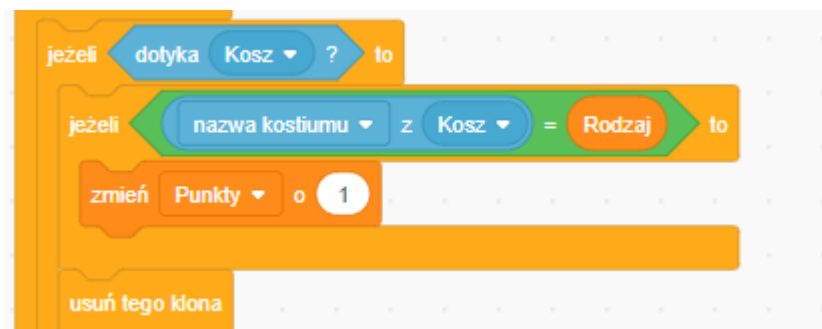 jeżeli dotyka Kosz ? to
jeżeli nazwa kostiumu z Kosz = Rodzaj to
zmień Punkty o 1
usuń tego klona